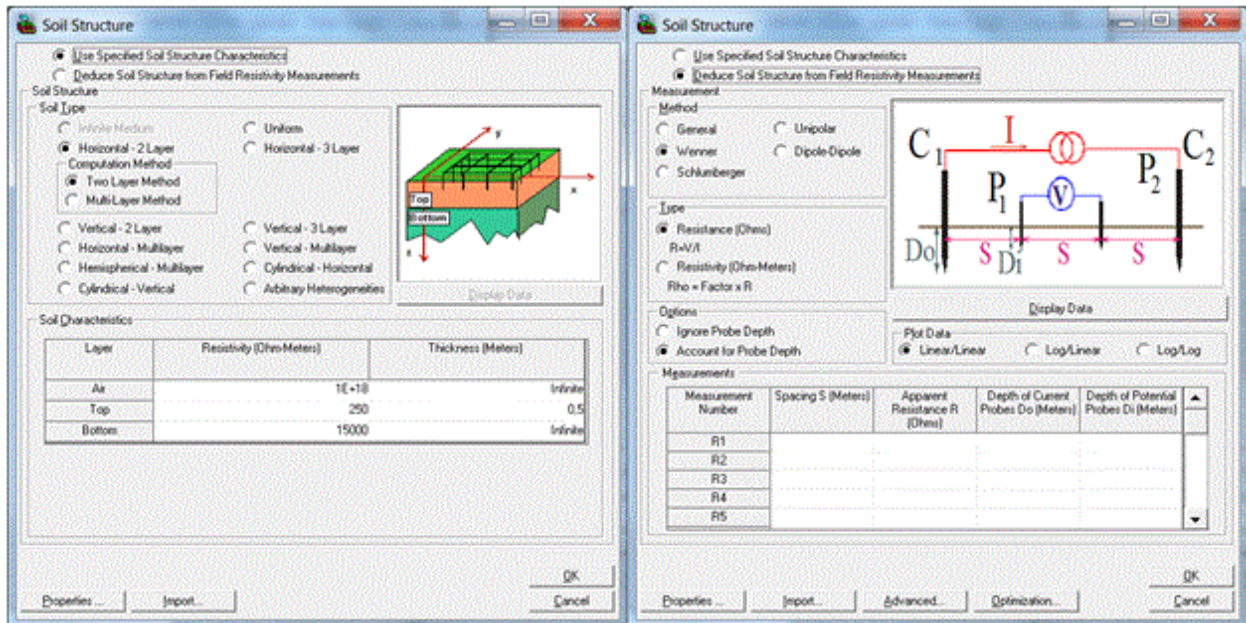 Soil Structure
Use Specified Soil Structure Characteristics
Deduce Soil Structure from Field Resistivity Measurements
Soil Structure
Soil Type
Infinite Medium
Uniform
Horizontal - 2 Layer
Horizontal - 3 Layer
Computation Method
Two Layer Method
Multi-Layer Method
Vertical - 2 Layer
Vertical - 3 Layer
Horizontal - Multilayer
Vertical - Multilayer
Hemispherical - Multilayer
Cylindrical - Horizontal
Cylindrical - Vertical
Arbitrary Heterogeneities
y
x
Top
Bottom
z
Display Data
Soil Characteristics
Layer Resistivity (Ohm-Meters) Thickness (Meters)
Air 1E+18 Infinite
Top 250 0,5
Bottom 15000 Infinite
OK
Properties ... Import... Cancel
Soil Structure
Use Specified Soil Structure Characteristics
Deduce Soil Structure from Field Resistivity Measurements
Measurement
Method
General
Unipolar
Wenner
Dipole-Dipole
Schlumberger
Type
Resistance (Ohms)
R=V/I
Resistivity (Ohm-Meters)
Rho = Factor x R
I
C1 C2
P1 V P2
Do S Di S S
Display Data
Options
Ignore Probe Depth
Account for Probe Depth
Plot Data
Linear/Linear Log/Linear Log/Log
Measurements
Measurement Number Spacing S (Meters) Apparent Resistance R (Ohms) Depth of Current Probes Do (Meters) Depth of Potential Probes Di (Meters)
R1
R2
R3
R4
R5
OK
Properties ... Import... Advanced... Optimization... Cancel